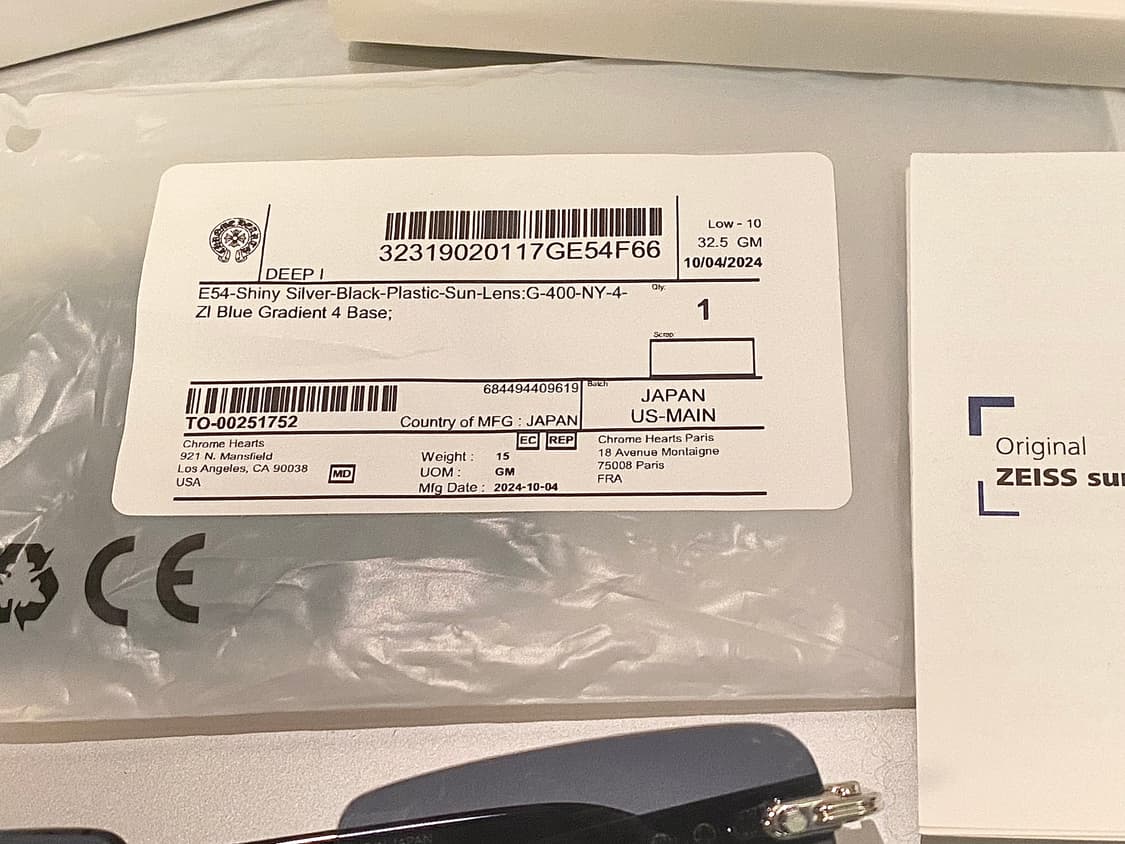 CHROME HEARTS
DEEP I
32319020117GE54F66
Low - 10
32.5 GM
10/04/2024
E54-Shiny Silver-Black-Plastic-Sun-Lens:G-400-NY-4-
ZI Blue Gradient 4 Base;
Qty:
1
Scrap:
684494409619
Batch
JAPAN
US-MAIN
TO-00251752
Country of MFG : JAPAN
EC REP
Chrome Hearts
921 N. Mansfield
Los Angeles, CA 90038
USA
MD
Weight : 15
UOM : GM
Mfg Date : 2024-10-04
Chrome Hearts Paris
18 Avenue Montaigne
75008 Paris
FRA
CE
Original
ZEISS
JAPAN